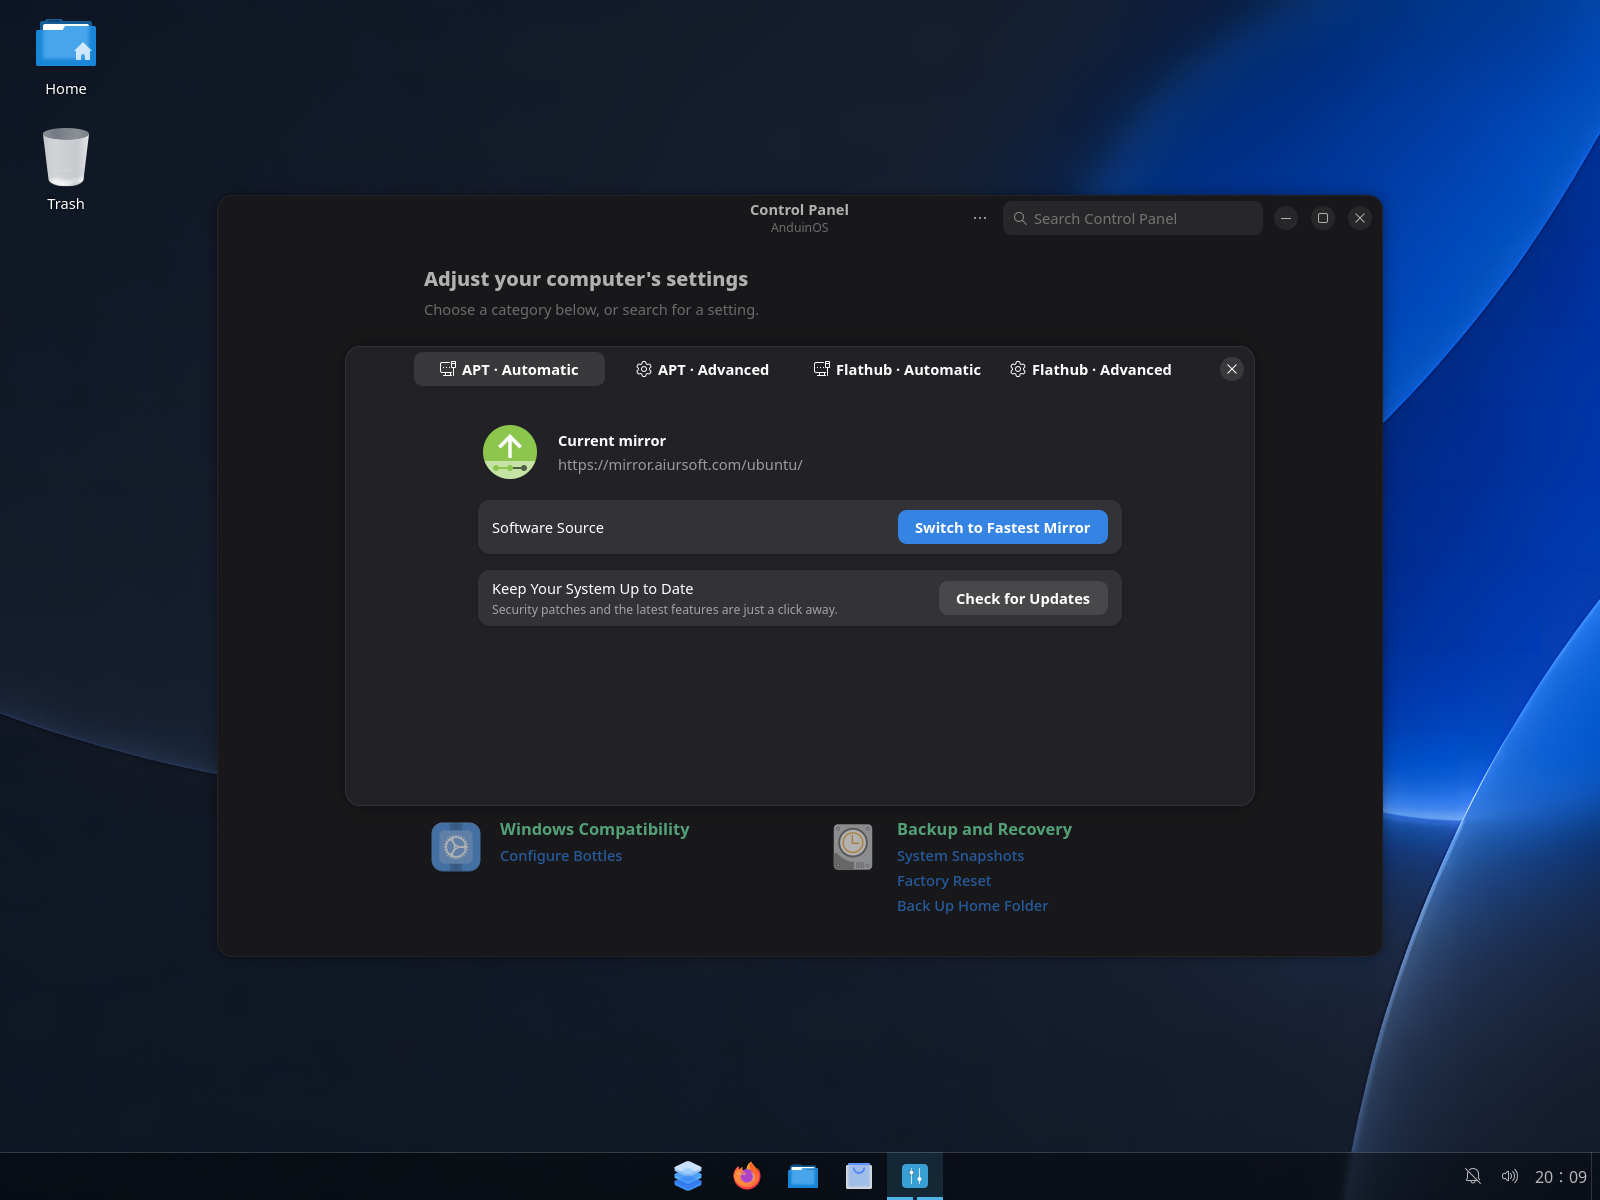 Home
Trash
Control Panel
AnduinOS
Search Control Panel
Adjust your computer's settings
Choose a category below, or search for a setting.
APT · Automatic
APT · Advanced
Flathub · Automatic
Flathub · Advanced
Current mirror
https://mirror.aiursoft.com/ubuntu/
Software Source
Switch to Fastest Mirror
Keep Your System Up to Date
Security patches and the latest features are just a click away.
Check for Updates
Windows Compatibility
Configure Bottles
Backup and Recovery
System Snapshots
Factory Reset
Back Up Home Folder
20 : 09